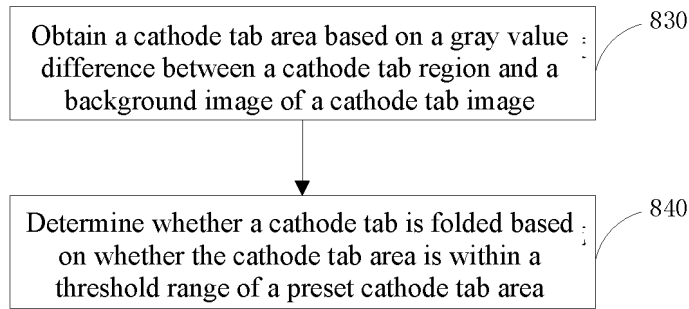 Obtain a cathode tab area based on a gray value
difference between a cathode tab region and a
background image of a cathode tab image
830
Determine whether a cathode tab is folded based
on whether the cathode tab area is within a
threshold range of a preset cathode tab area
840